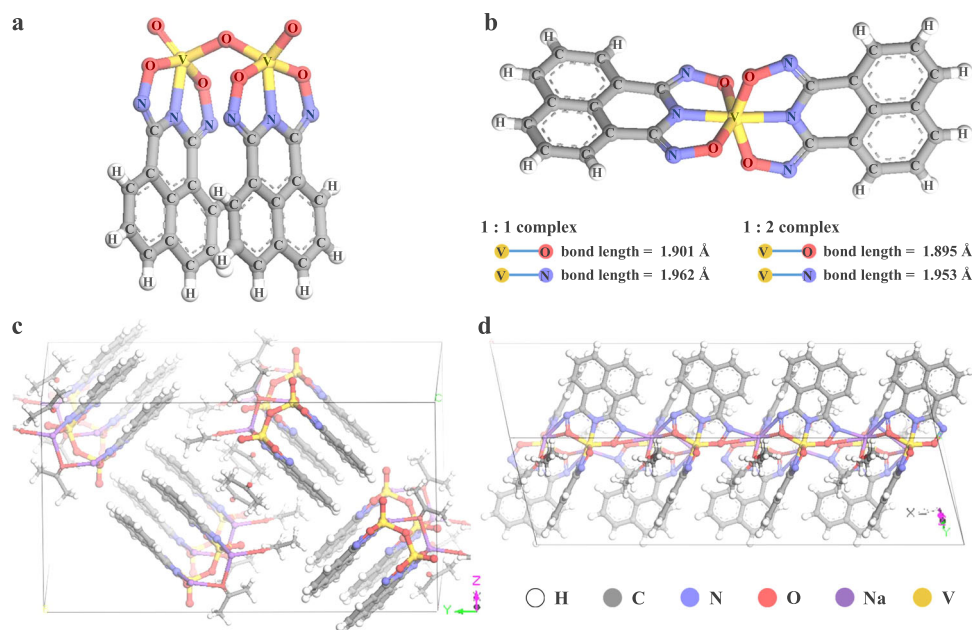 a
b
1 : 1 complex
V O bond length = 1.901 Å
V N bond length = 1.962 Å
1 : 2 complex
V O bond length = 1.895 Å
V N bond length = 1.953 Å
c
d
Z
Y
X
Y
H C N O Na V